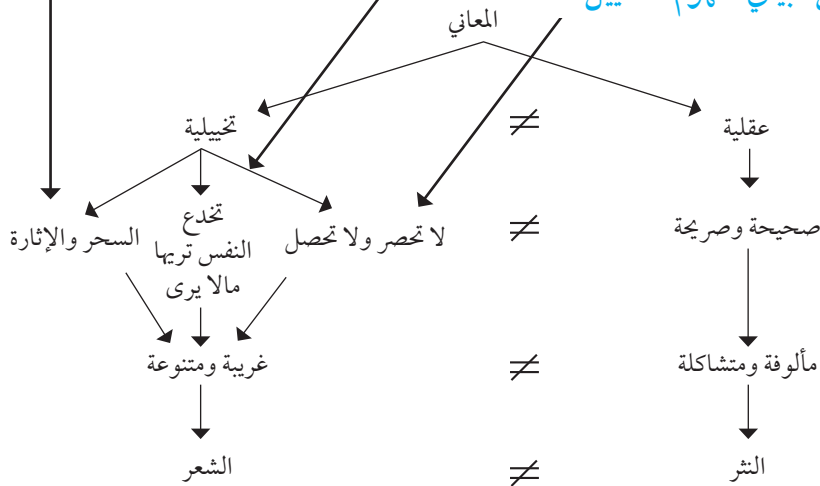 المعاني
عقلية ≠ تخييلية
صحيحة وصريحة ≠ لا تحصر ولا تحصل
تخدع
النفس تريها
مالا يرى
السحر والإثارة
مألوفة ومتشاكلة ≠ غريبة ومتنوعة
النثر ≠ الشعر